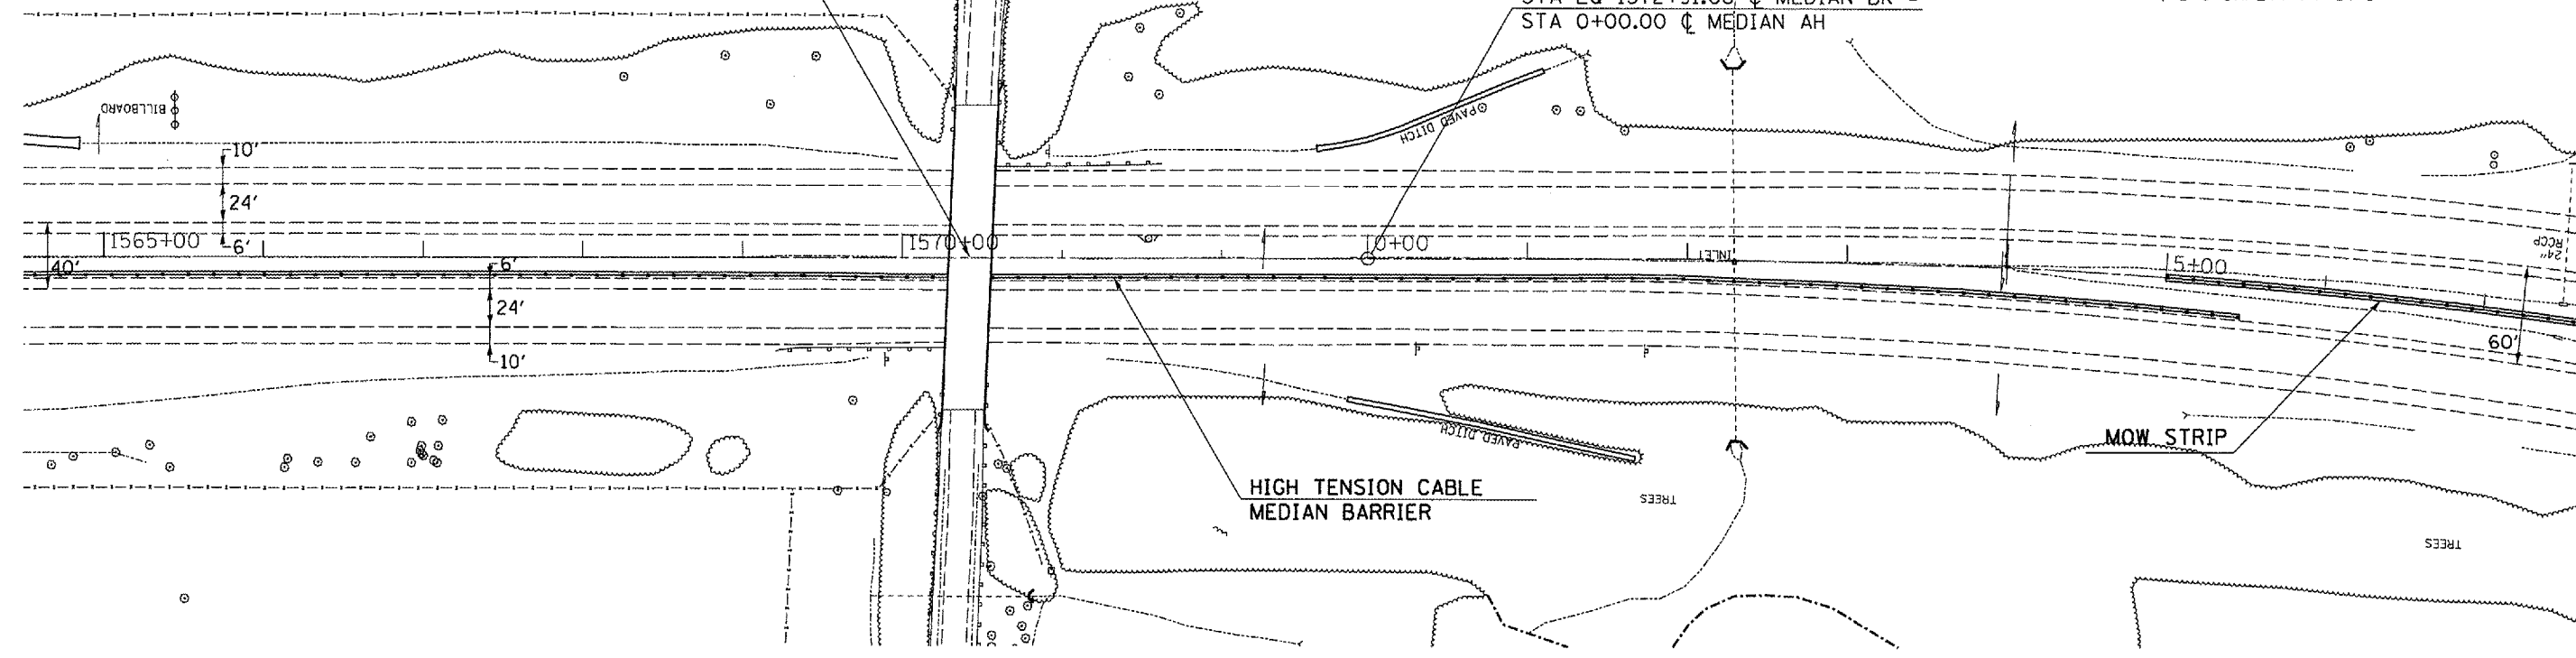 STA 0+00.00 ℄ MEDIAN AH
BILLBOARD
PAVED DITCH
10'
24'
6'
1565+00
1570+00
0+00
INLET
5+00
24"
RCCP
40'
6'
24'
10'
60'
PAVED DITCH
MOW STRIP
HIGH TENSION CABLE
MEDIAN BARRIER
TREES
TREES